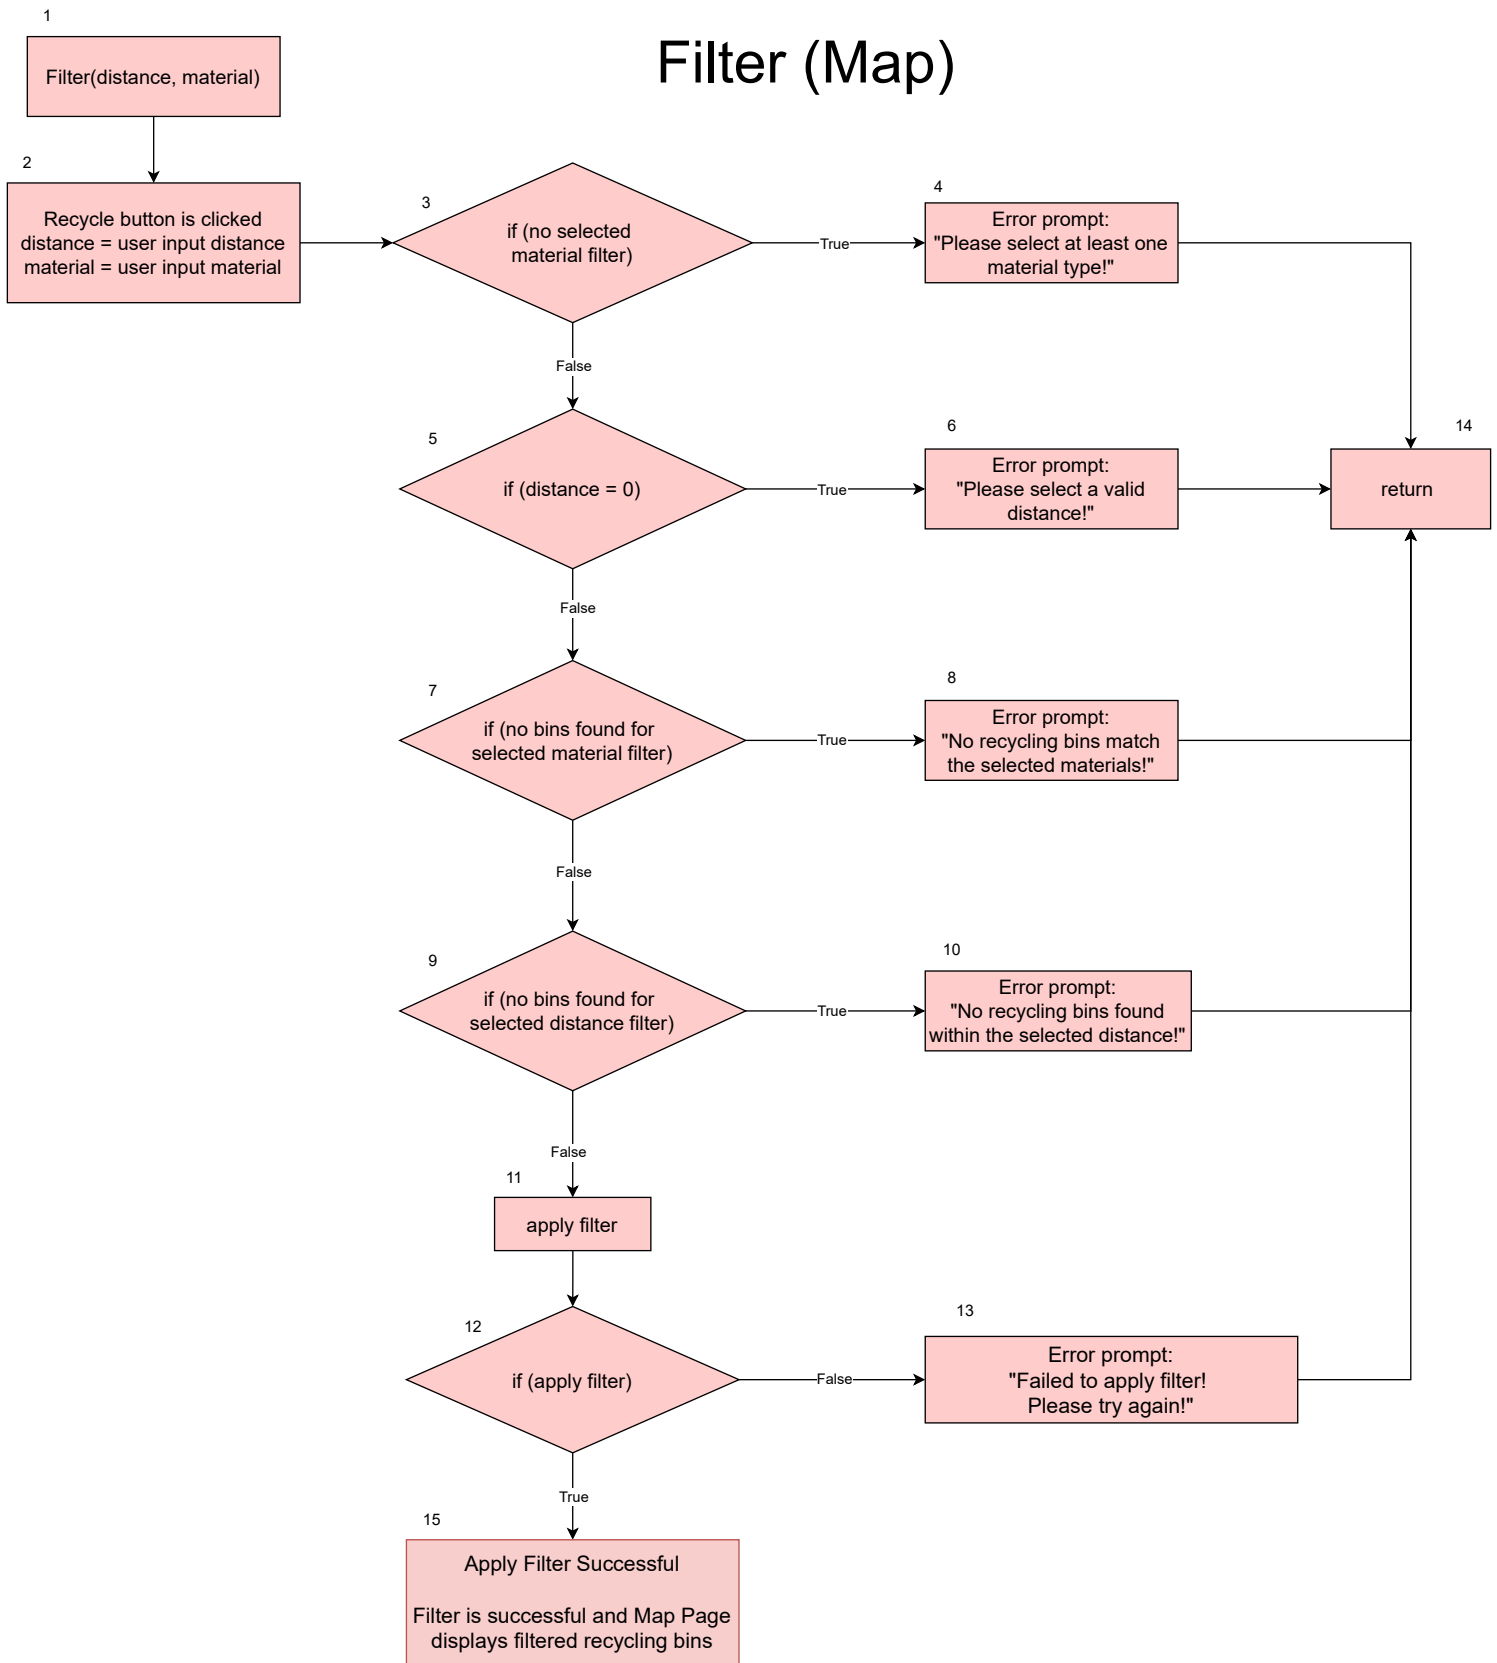 1
Filter (Map)
Filter(distance, material)
2
Recycle button is clicked
distance = user input distance
material = user input material
3
if (no selected
material filter)
True
4
Error prompt:
"Please select at least one
material type!"
False
5
if (distance = 0)
True
6
Error prompt:
"Please select a valid
distance!"
14
return
False
7
if (no bins found for
selected material filter)
True
8
Error prompt:
"No recycling bins match
the selected materials!"
False
9
if (no bins found for
selected distance filter)
True
10
Error prompt:
"No recycling bins found
within the selected distance!"
False
11
apply filter
12
if (apply filter)
False
13
Error prompt:
"Failed to apply filter!
Please try again!"
True
15
Apply Filter Successful
Filter is successful and Map Page
displays filtered recycling bins